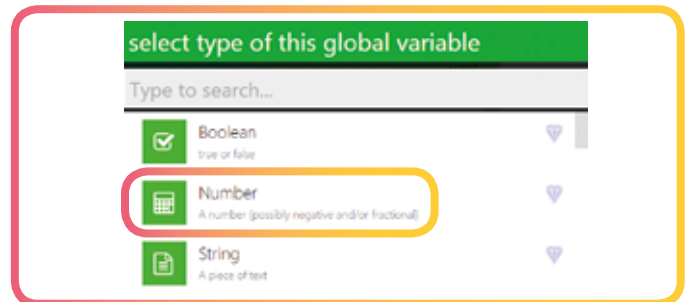 select type of this global variable
Type to search...
Boolean
true or false
Number
A number (possibly negative and/or fractional)
String
A piece of text